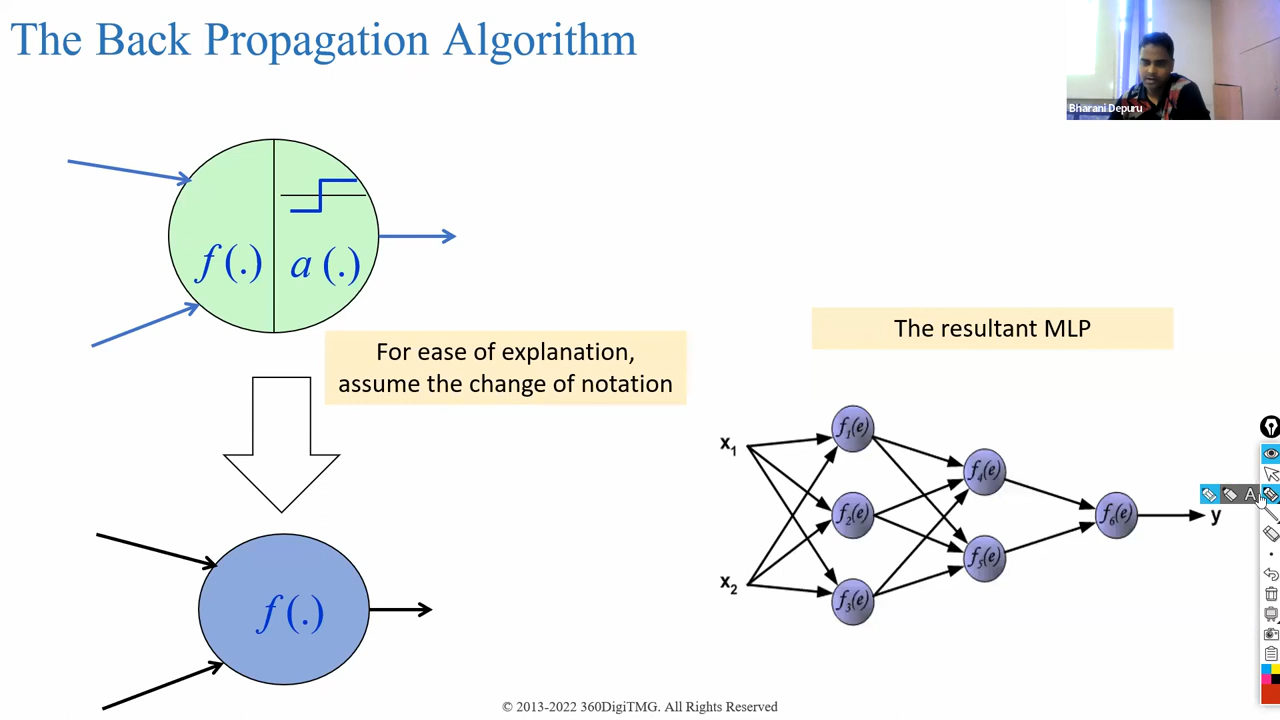 The Back Propagation Algorithm
Bharani Depuru
f (.)
a (.)
For ease of explanation,
assume the change of notation
The resultant MLP
x1
f1(e)
f4(e)
f2(e)
f6(e)
y
A
f5(e)
x2
f3(e)
f (.)
© 2013-2022 360DigiTMG. All Rights Reserved